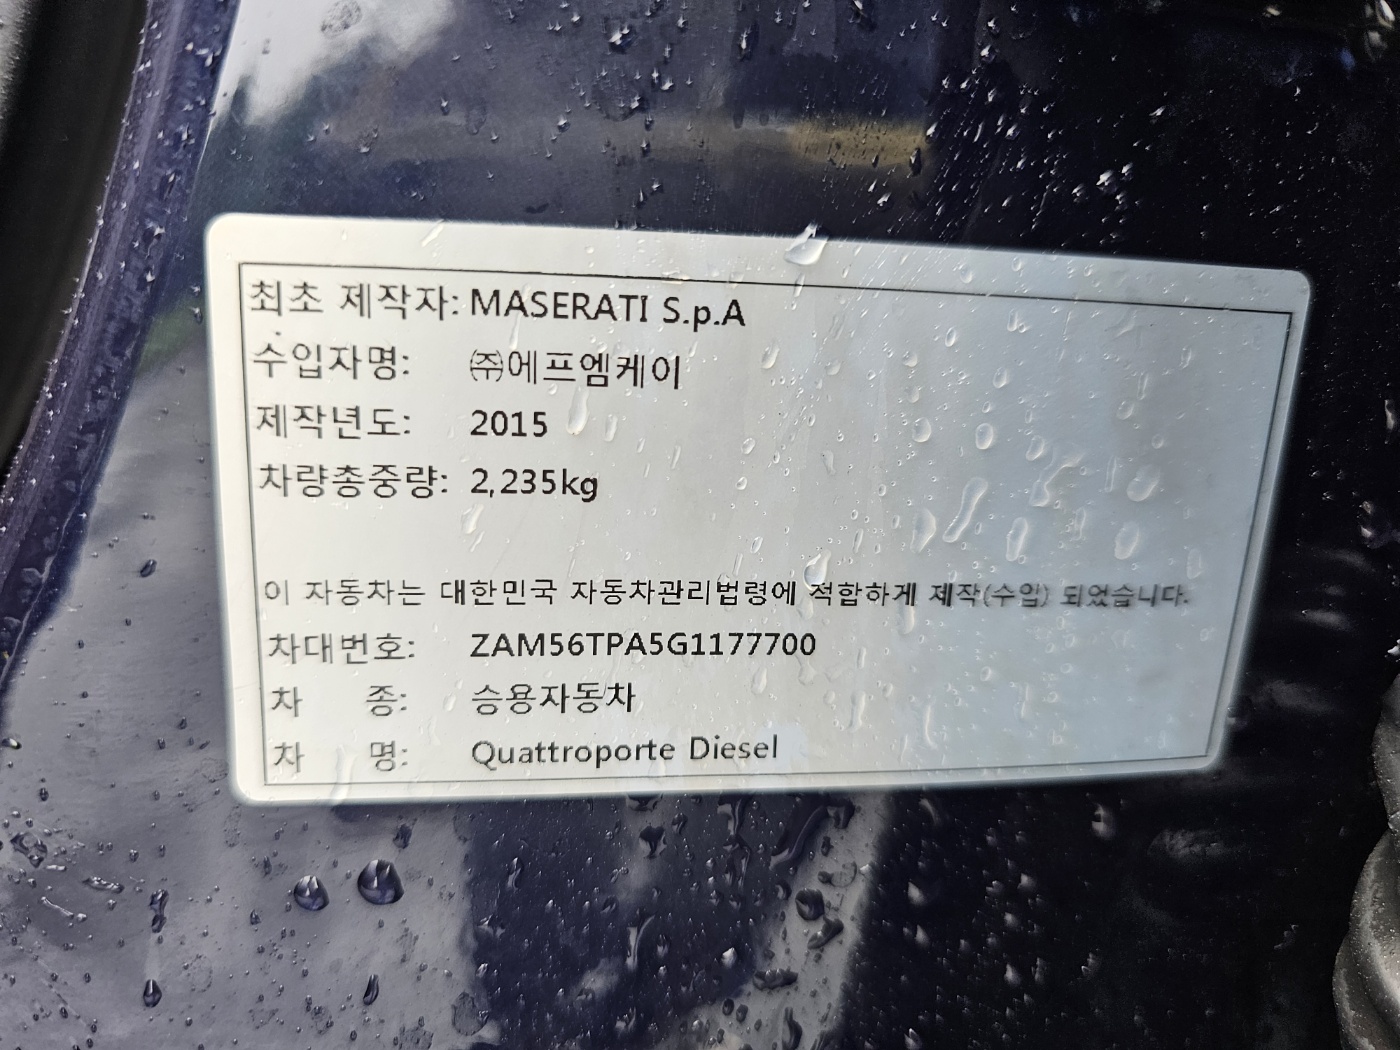 최초 제작자: MASERATI S.p.A
수입자명: ㈜에프엠케이
제작년도: 2015
차량총중량: 2,235kg
이 자동차는 대한민국 자동차관리법령에 적합하게 제작(수입) 되었습니다.
차대번호: ZAM56TPA5G1177700
차 종: 승용자동차
차 명: Quattroporte Diesel